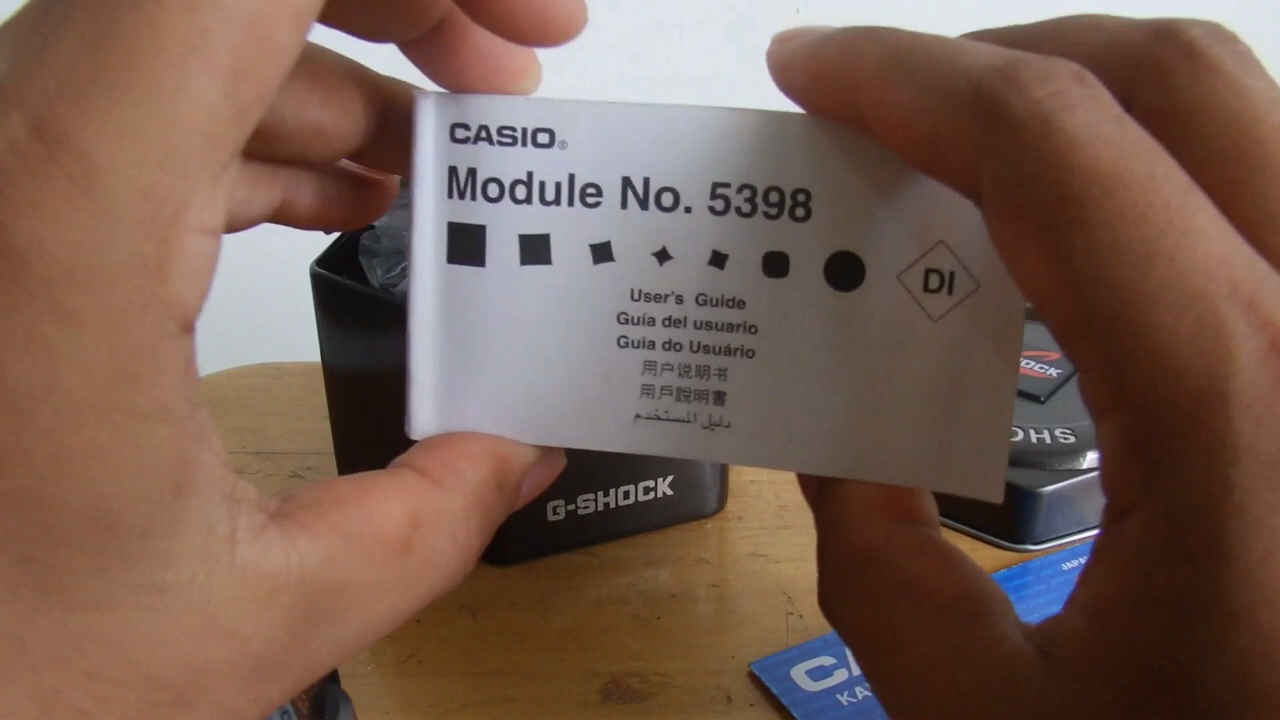 CASIO®
Module No. 5398
DI
User's Guide
Guía del usuario
Guia do Usuário
用户说明书
用戶說明書
دليل المستخدم
G-SHOCK